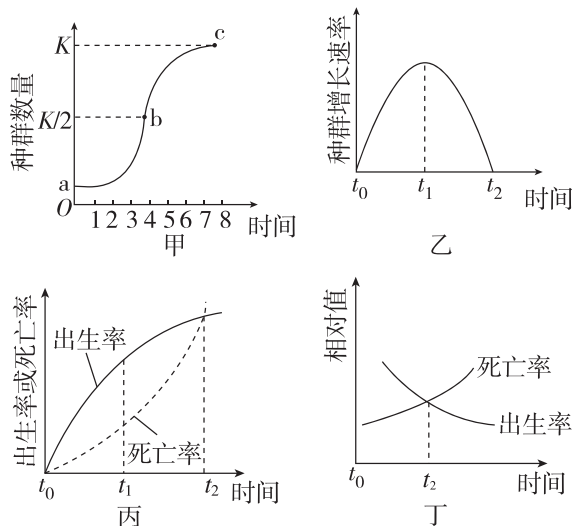 种群数量
K
K/2
a
b
c
O
1 2 3 4 5 6 7 8 时间
甲
种群增长速率
t₀ t₁ t₂ 时间
乙
出生率或死亡率
出生率
死亡率
t₀ t₁ t₂ 时间
丙
相对值
死亡率
出生率
t₀ t₂ 时间
丁